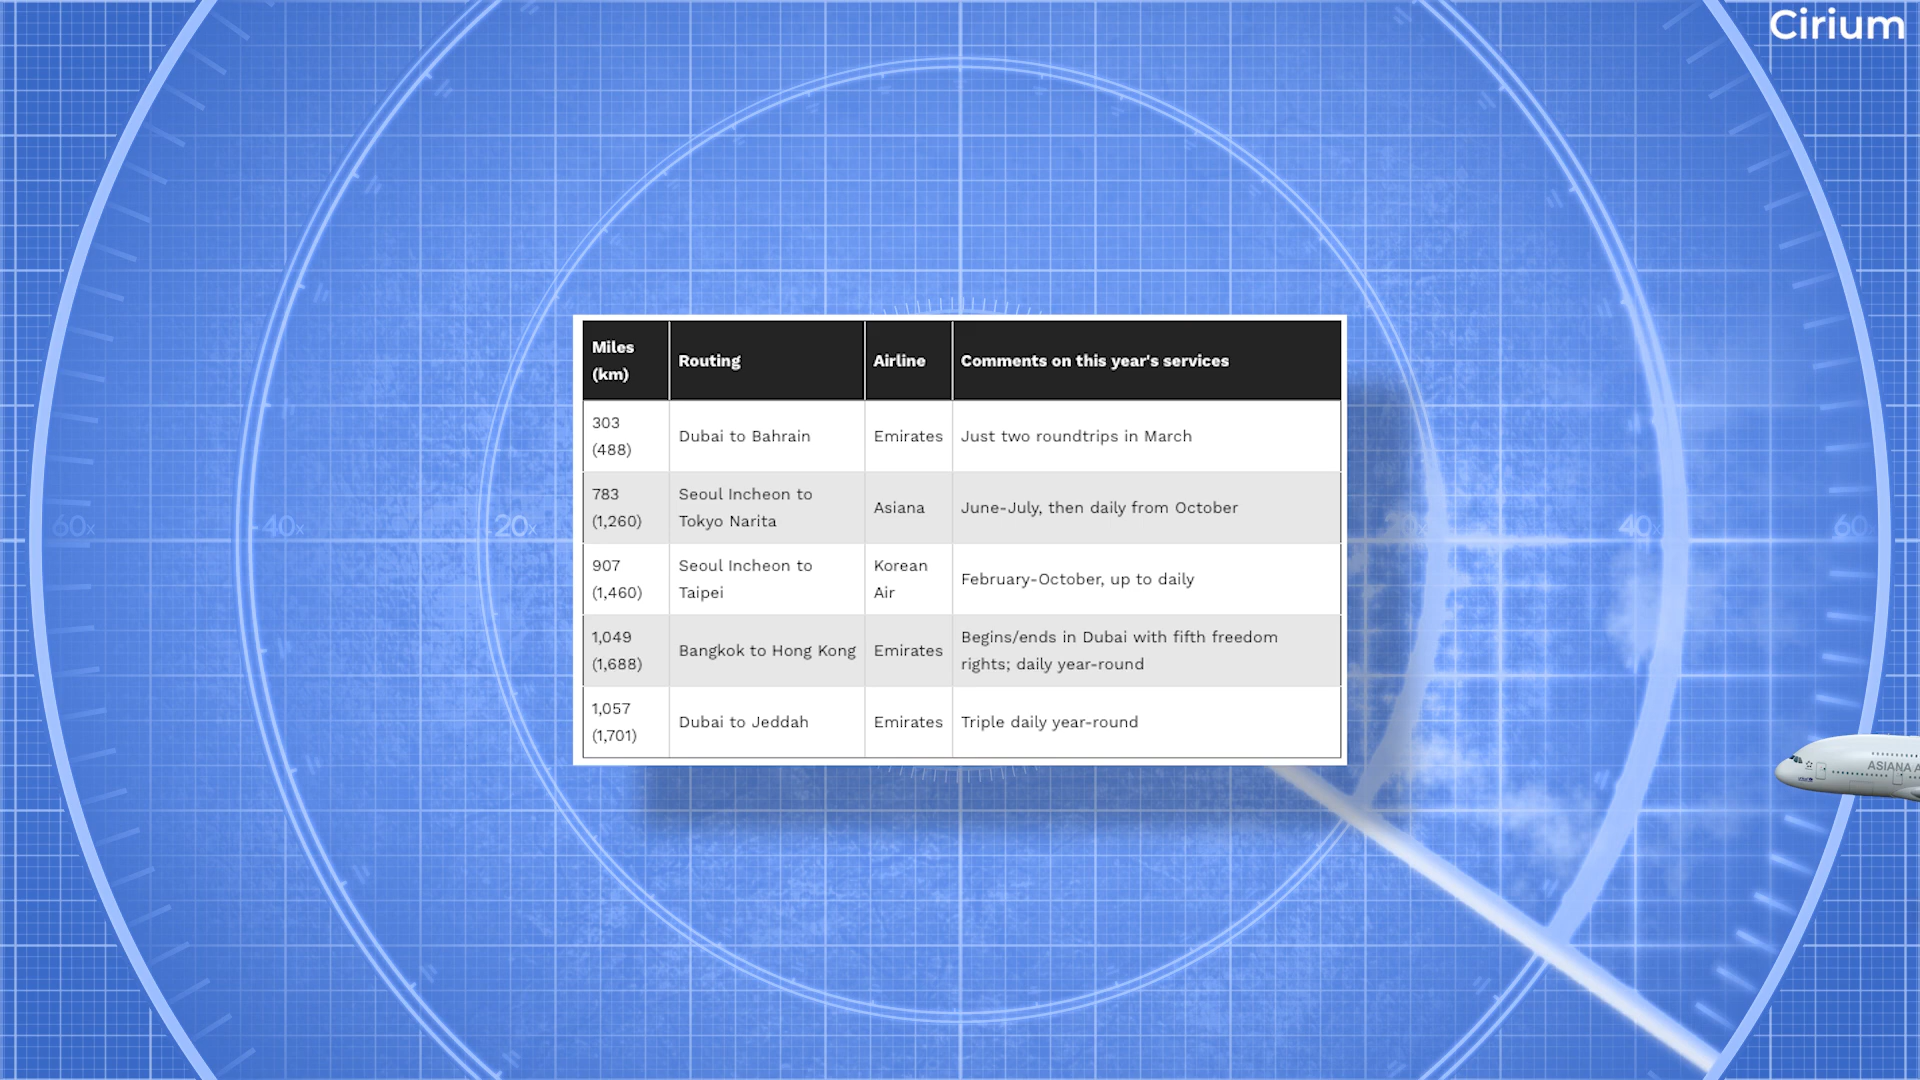 Cirium
Miles
(km)
Routing
Airline
Comments on this year's services
303
(488)
Dubai to Bahrain
Emirates
Just two roundtrips in March
783
(1,260)
Seoul Incheon to
Tokyo Narita
Asiana
June-July, then daily from October
907
(1,460)
Seoul Incheon to
Taipei
Korean
Air
February-October, up to daily
1,049
(1,688)
Bangkok to Hong Kong
Emirates
Begins/ends in Dubai with fifth freedom
rights; daily year-round
1,057
(1,701)
Dubai to Jeddah
Emirates
Triple daily year-round
60x
40x
20x
20x
40x
60
ASIANA A